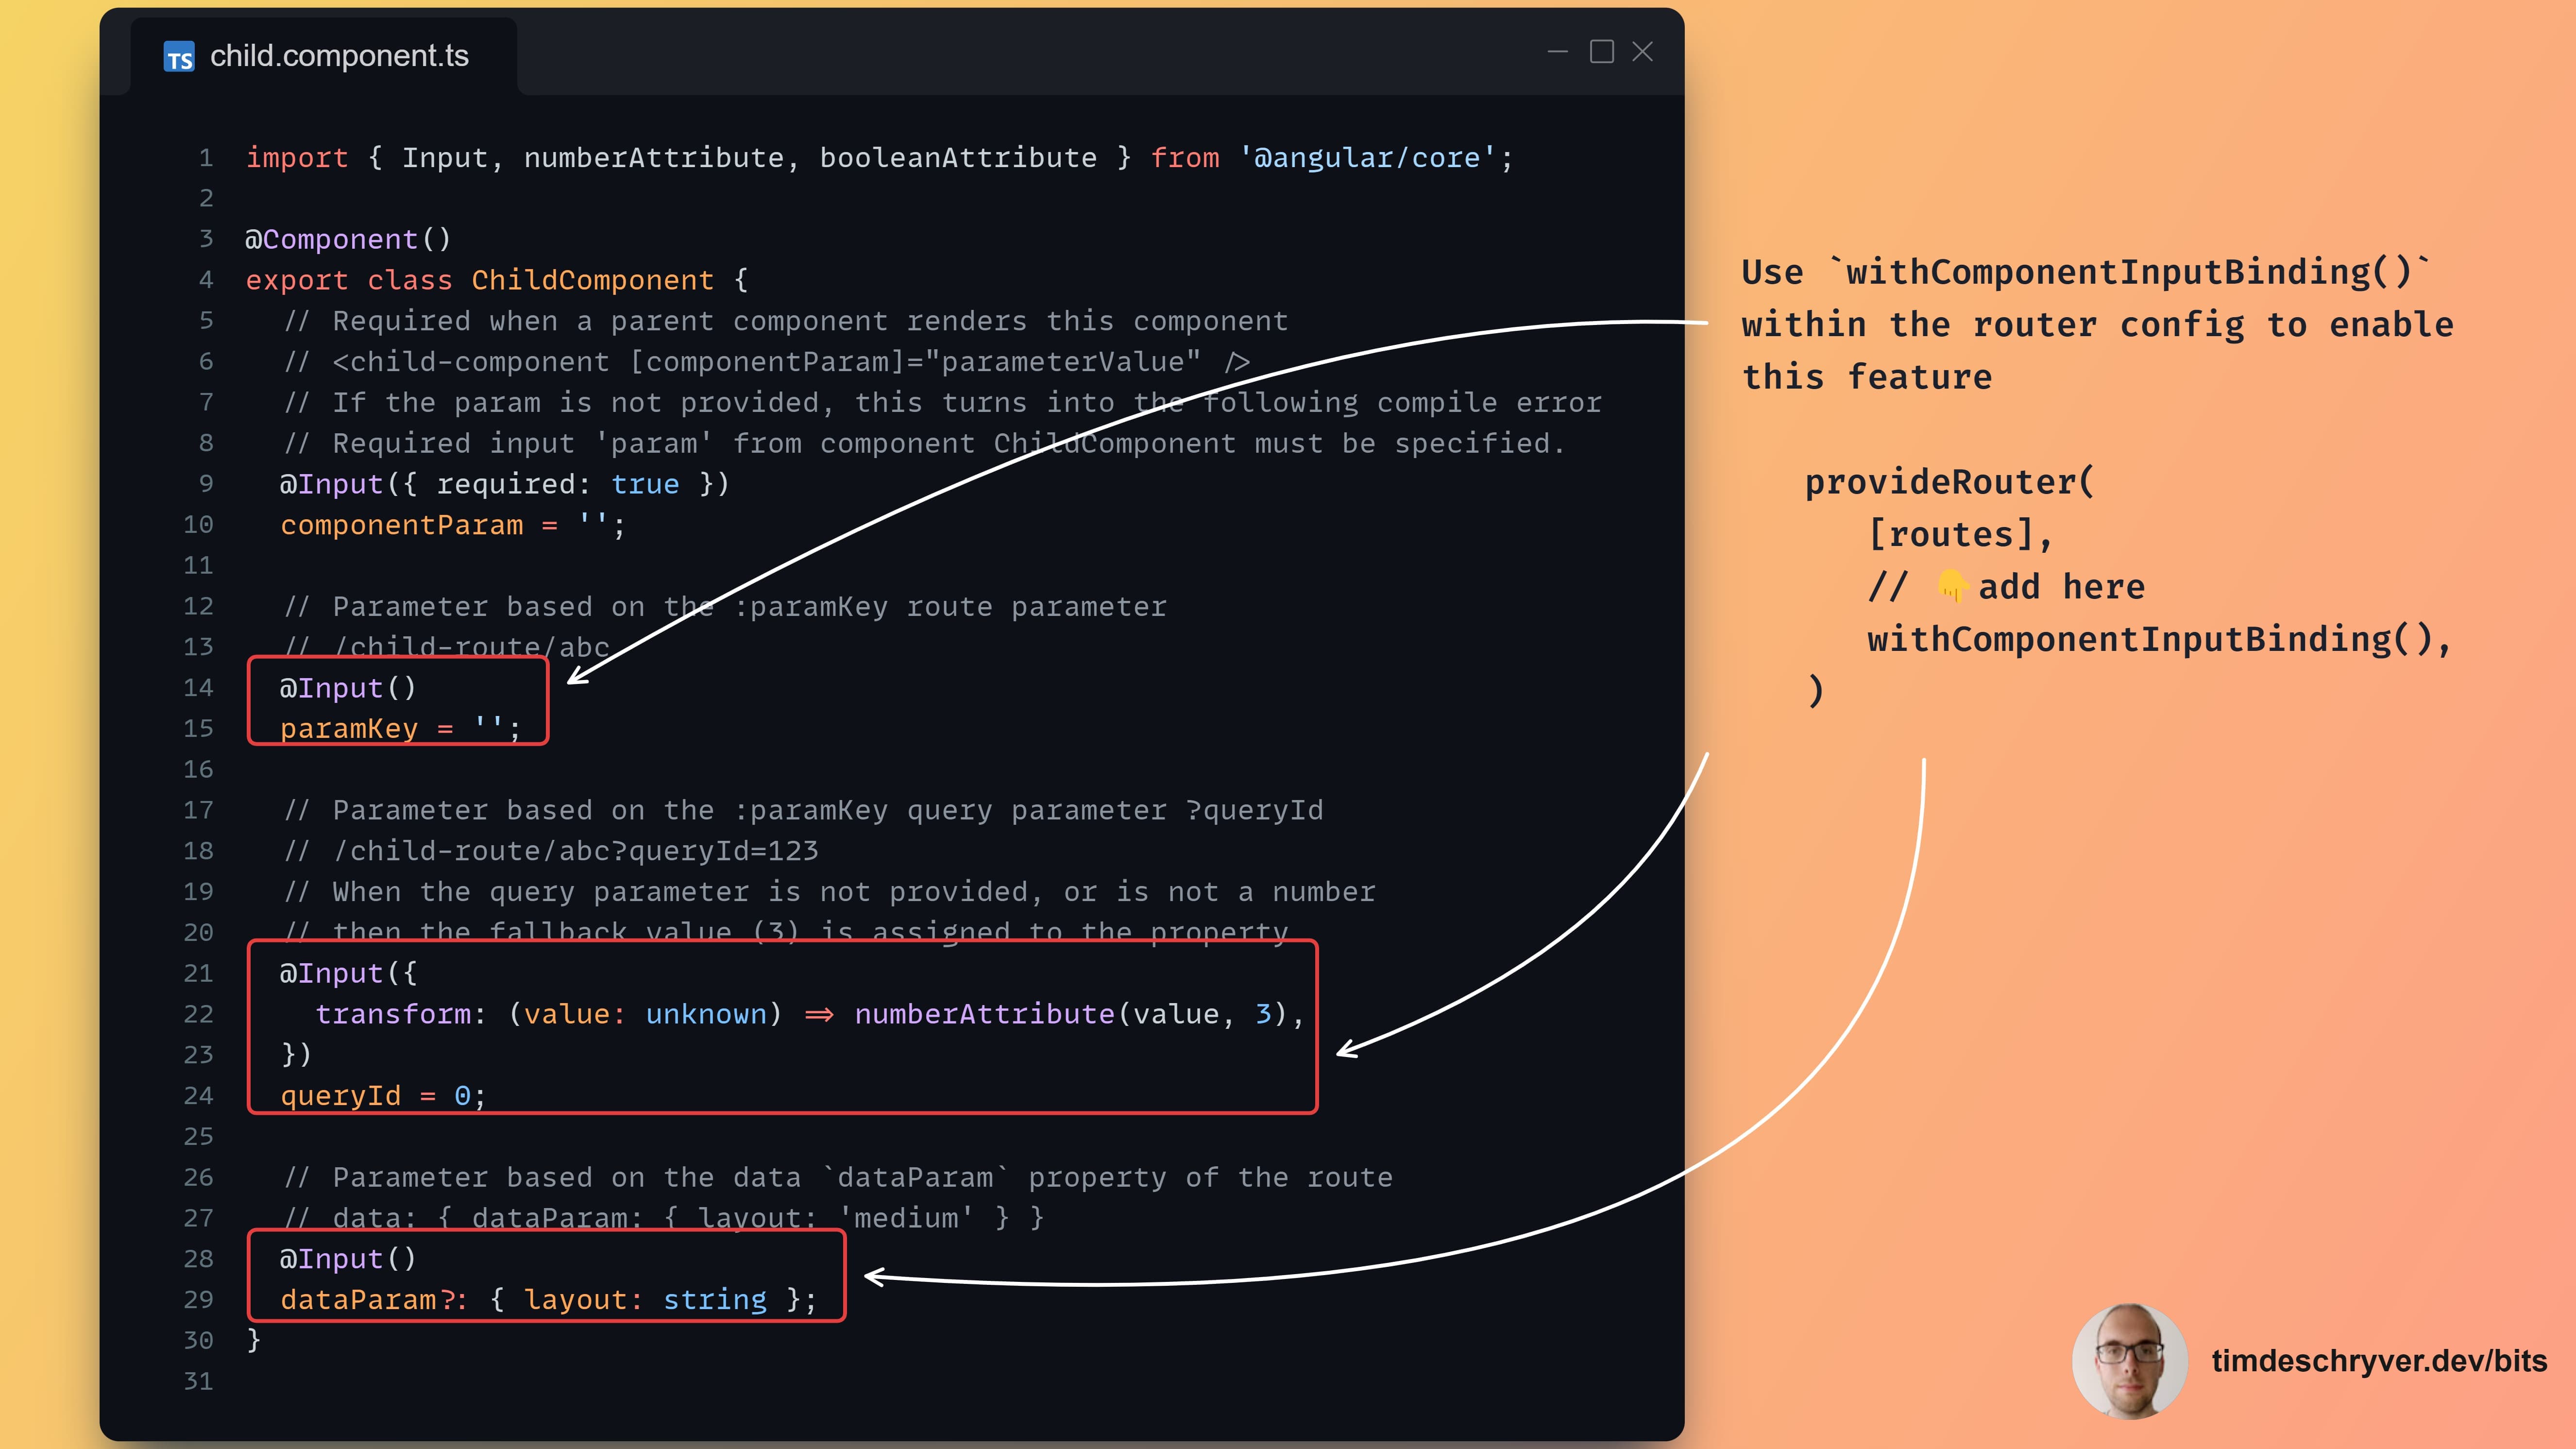 TS child.component.ts
1 import { Input, numberAttribute, booleanAttribute } from '@angular/core';
2
3 @Component()
4 export class ChildComponent {
5   // Required when a parent component renders this component
6   // <child-component [componentParam]="parameterValue" />
7   // If the param is not provided, this turns into the following compile error
8   // Required input 'param' from component ChildComponent must be specified.
9   @Input({ required: true })
10   componentParam = '';
11
12   // Parameter based on the :paramKey route parameter
13   // /child-route/abc
14   @Input()
15   paramKey = '';
16
17   // Parameter based on the :paramKey query parameter ?queryId
18   // /child-route/abc?queryId=123
19   // When the query parameter is not provided, or is not a number
20   // then the fallback value (3) is assigned to the property
21   @Input({
22     transform: (value: unknown) => numberAttribute(value, 3),
23   })
24   queryId = 0;
25
26   // Parameter based on the data `dataParam` property of the route
27   // data: { dataParam: { layout: 'medium' } }
28   @Input()
29   dataParam?: { layout: string };
30 }
31
Use `withComponentInputBinding()`
within the router config to enable
this feature
provideRouter(
[routes],
// 👇 add here
withComponentInputBinding(),
)
timdeschryver.dev/bits